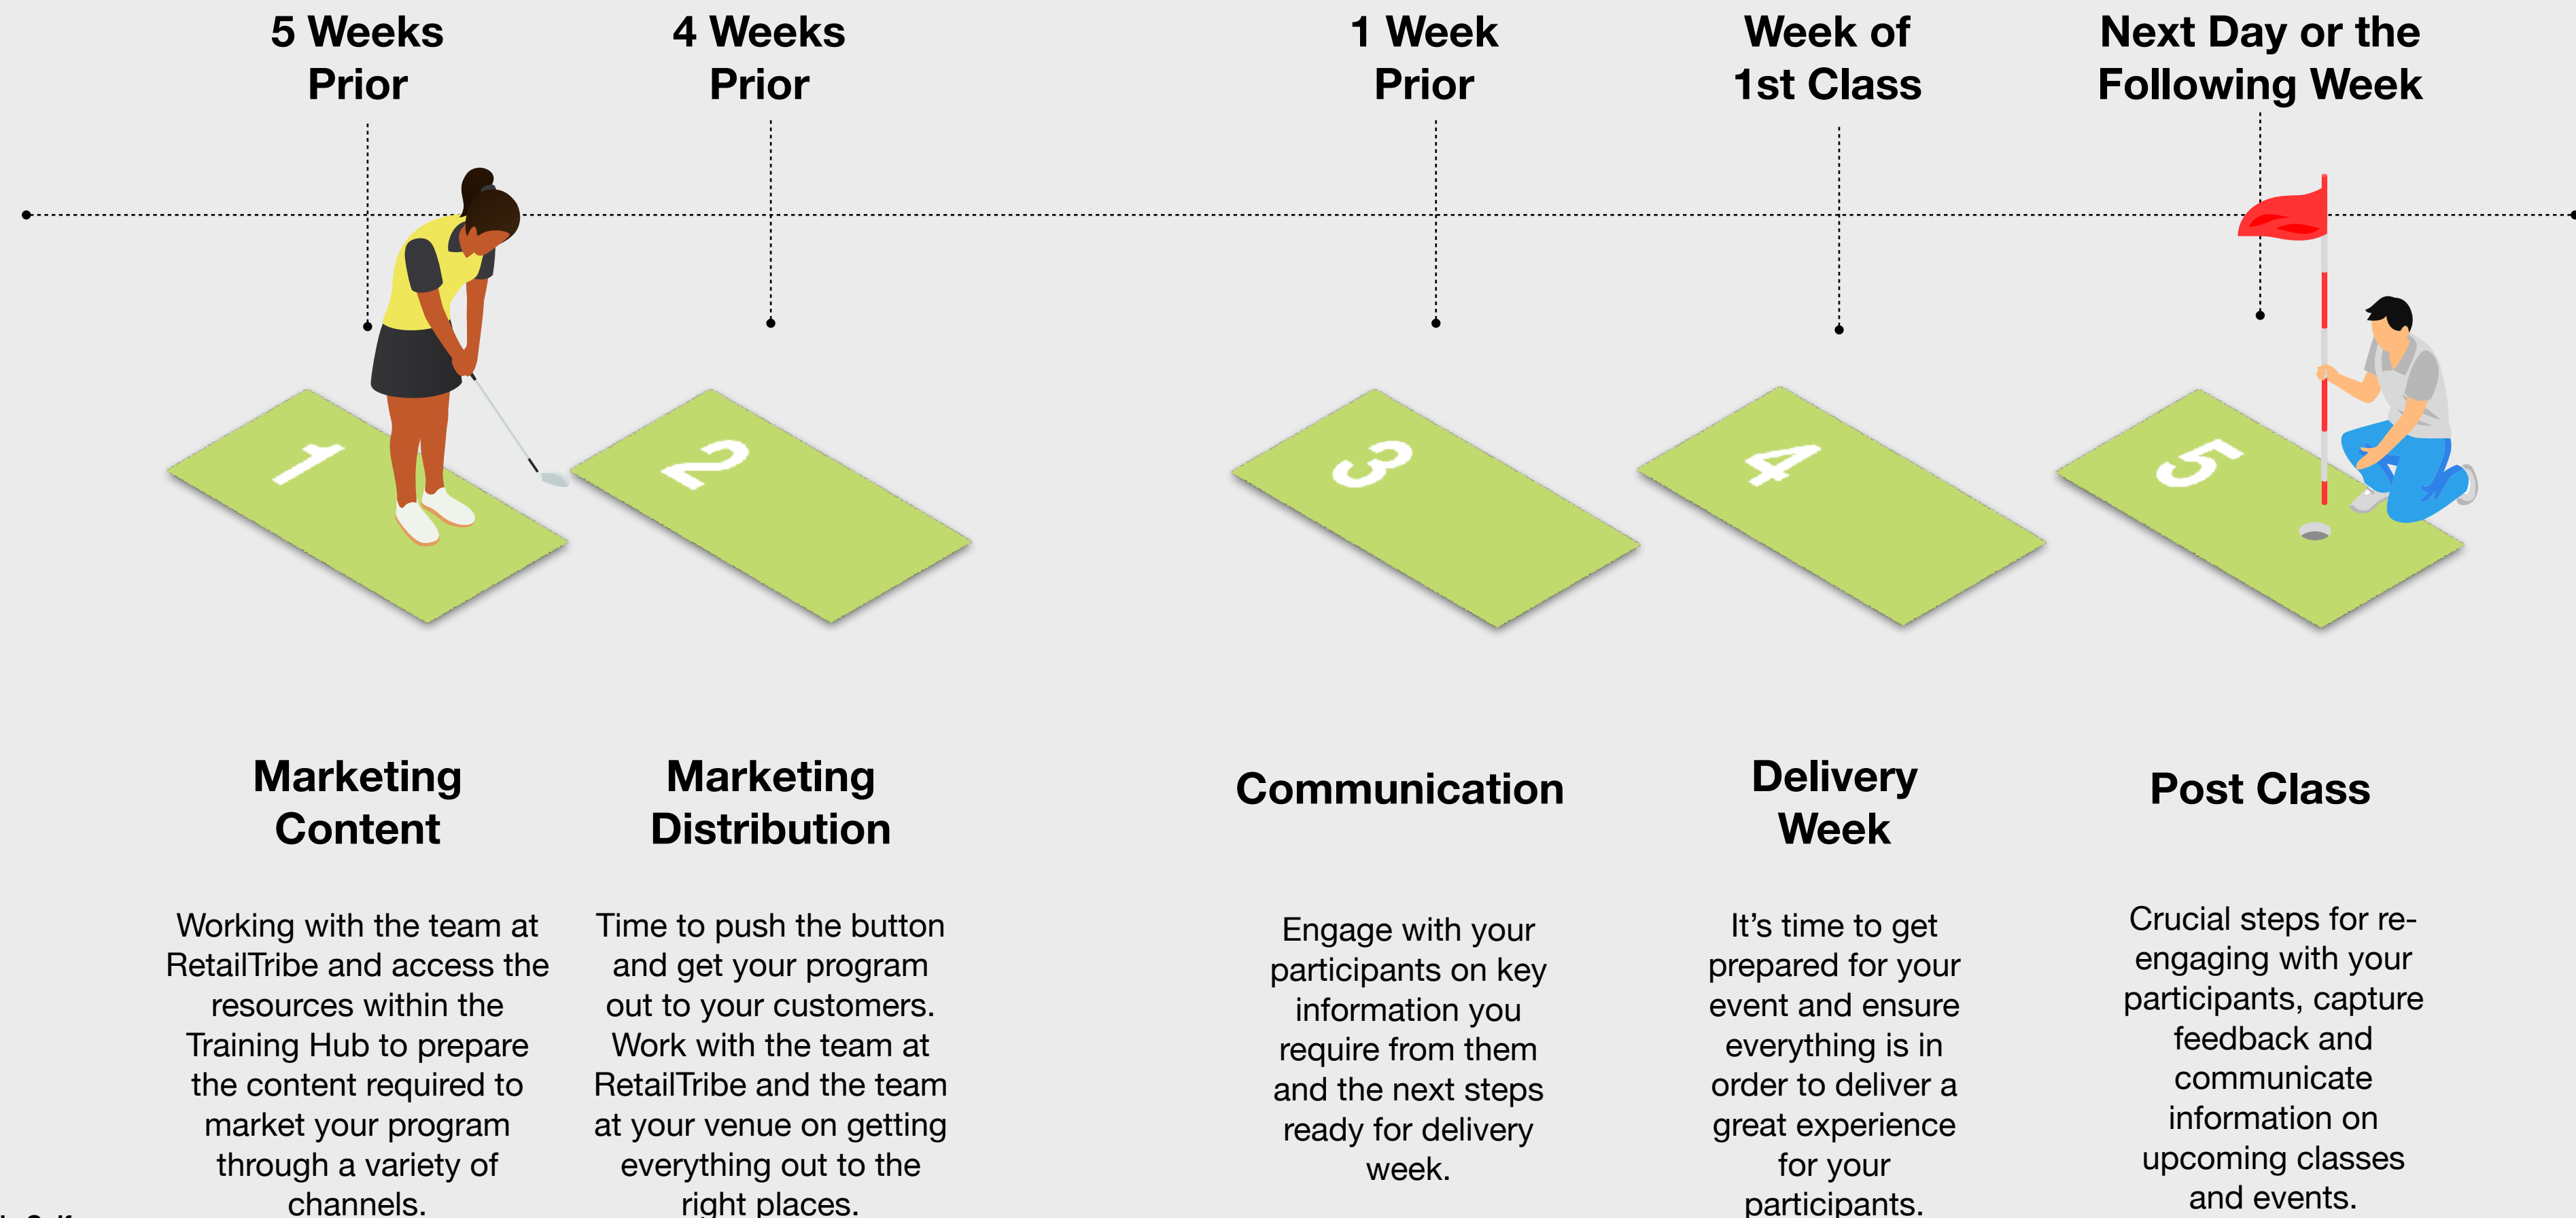 5 Weeks
Prior
4 Weeks
Prior
1 Week
Prior
Week of
1st Class
Next Day or the
Following Week
1
2
3
4
5
Marketing
Content
Working with the team at
RetailTribe and access the
resources within the
Training Hub to prepare
the content required to
market your program
through a variety of
channels.
Marketing
Distribution
Time to push the button
and get your program
out to your customers.
Work with the team at
RetailTribe and the team
at your venue on getting
everything out to the
right places.
Communication
Engage with your
participants on key
information you
require from them
and the next steps
ready for delivery
week.
Delivery
Week
It’s time to get
prepared for your
event and ensure
everything is in
order to deliver a
great experience
for your
participants.
Post Class
Crucial steps for re-
engaging with your
participants, capture
feedback and
communicate
information on
upcoming classes
and events.